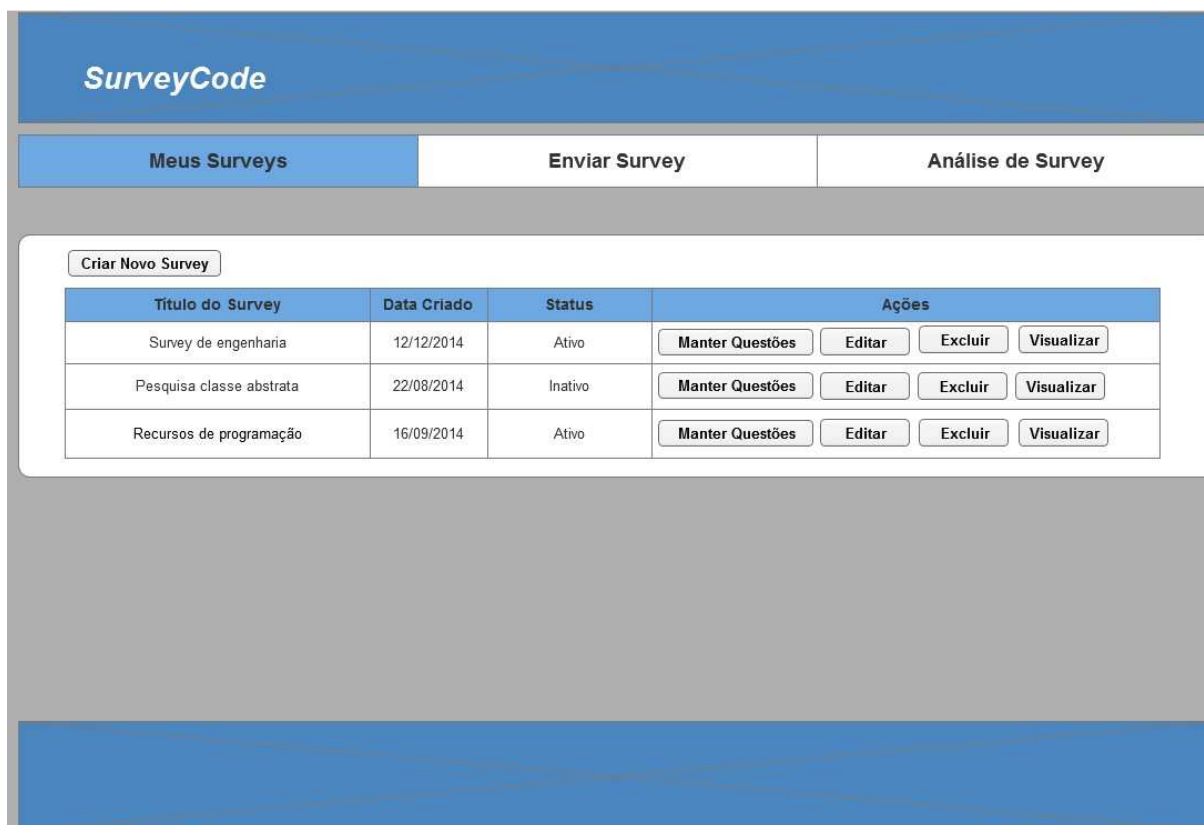 SurveyCode
Meus Surveys Enviar Survey Análise de Survey
Criar Novo Survey
Título do Survey Data Criado Status Ações
Survey de engenharia 12/12/2014 Ativo Manter Questões Editar Excluir Visualizar
Pesquisa classe abstrata 22/08/2014 Inativo Manter Questões Editar Excluir Visualizar
Recursos de programação 16/09/2014 Ativo Manter Questões Editar Excluir Visualizar